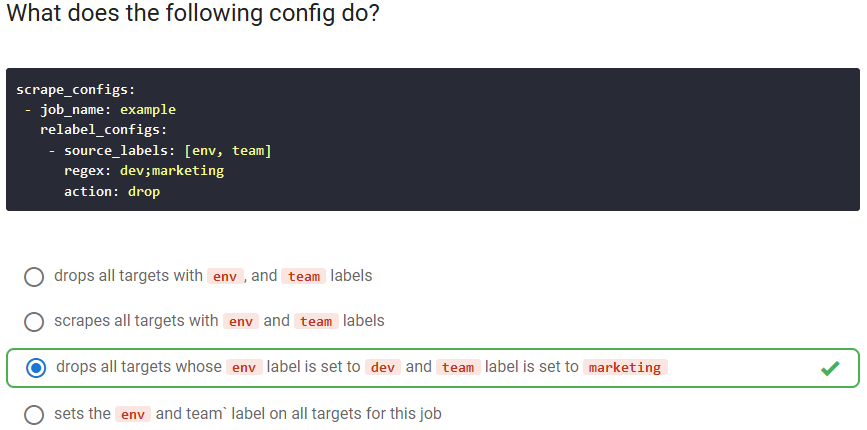 What does the following config do?
scrape_configs:
- job_name: example
relabel_configs:
- source_labels: [env, team]
regex: dev;marketing
action: drop
drops all targets with env , and team labels
scrapes all targets with env and team labels
drops all targets whose env label is set to dev and team label is set to marketing
sets the env and team` label on all targets for this job